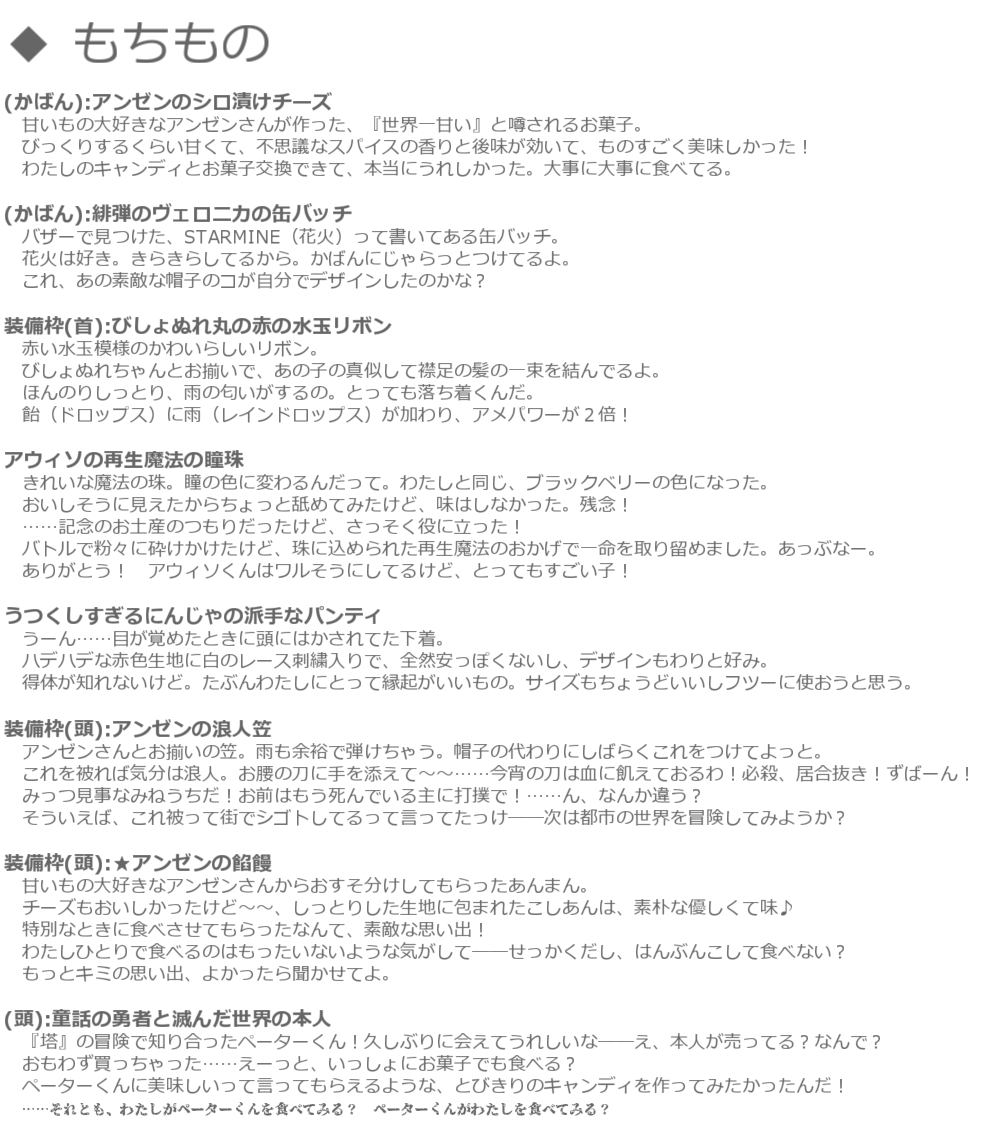 ◆ もちもの
(かばん):アンゼンのシロ漬けチーズ
甘いもの大好きなアンゼンさんが作った、『世界一甘い』と噂されるお菓子。
びっくりするくらい甘くて、不思議なスパイスの香りと後味が効いて、ものすごく美味しかった！
わたしのキャンディとお菓子交換できて、本当にうれしかった。大事に大事に食べてる。
(かばん):緋弾のヴェロニカの缶バッチ
バザーで見つけた、STARMINE（花火）って書いてある缶バッチ。
花火は好き。きらきらしてるから。かばんにじゃらっとつけてるよ。
これ、あの素敵な帽子のコが自分でデザインしたのかな？
装備枠(首):びしょぬれ丸の赤の水玉リボン
赤い水玉模様のかわいらしいリボン。
びしょぬれちゃんとお揃いで、あの子の真似して襟足の髪の一束を結んでるよ。
ほんのりしっとり、雨の匂いがするの。とっても落ち着くんだ。
飴（ドロップス）に雨（レインドロップス）が加わり、アメパワーが２倍！
アウィソの再生魔法の瞳珠
きれいな魔法の珠。瞳の色に変わるんだって。わたしと同じ、ブラックベリーの色になった。
おいしそうに見えたからちょっと舐めてみたけど、味はしなかった。残念！
……記念のお土産のつもりだったけど、さっそく役に立った！
バトルで粉々に砕けかけたけど、珠に込められた再生魔法のおかげで一命を取り留めました。あっぶなー。
ありがとう！　アウィソくんはワルそうにしてるけど、とってもすごい子！
うつくしすぎるにんじゃの派手なパンティ
うーん……目が覚めたときに頭にはかされてた下着。
ハデハデな赤色生地に白のレース刺繍入りで、全然安っぽくないし、デザインもわりと好み。
得体が知れないけど。たぶんわたしにとって縁起がいいもの。サイズもちょうどいいしフツーに使おうと思う。
装備枠(頭):アンゼンの浪人笠
アンゼンさんとお揃いの笠。雨も余裕で弾けちゃう。帽子の代わりにしばらくこれをつけてよっと。
これを被れば気分は浪人。お腰の刀に手を添えて～～……今宵の刀は血に飢えておるわ！必殺、居合抜き！ずばーん！
みっつ見事なみねうちだ！お前はもう死んでいる主に打撲で！……ん、なんか違う？
そういえば、これ被って街でシゴトしてるって言ってたっけ――次は都市の世界を冒険してみようか？
装備枠(頭):★アンゼンの餡饅
甘いもの大好きなアンゼンさんからおすそ分けしてもらったあんまん。
チーズもおいしかったけど～～、しっとりした生地に包まれたこしあんは、素朴な優しくて味♪
特別なときに食べさせてもらったなんて、素敵な思い出！
わたしひとりで食べるのはもったいないような気がして――せっかくだし、はんぶんこして食べない？
もっとキミの思い出、よかったら聞かせてよ。
(頭):童話の勇者と滅んだ世界の本人
『塔』の冒険で知り合ったペーターくん！久しぶりに会えてうれしいな――え、本人が売ってる？なんで？
おもわず買っちゃった……えーっと、いっしょにお菓子でも食べる？
ペーターくんに美味しいって言ってもらえるような、とびきりのキャンディを作ってみたかったんだ！
……それとも、わたしがペーターくんを食べてみる？　ペーターくんがわたしを食べてみる？